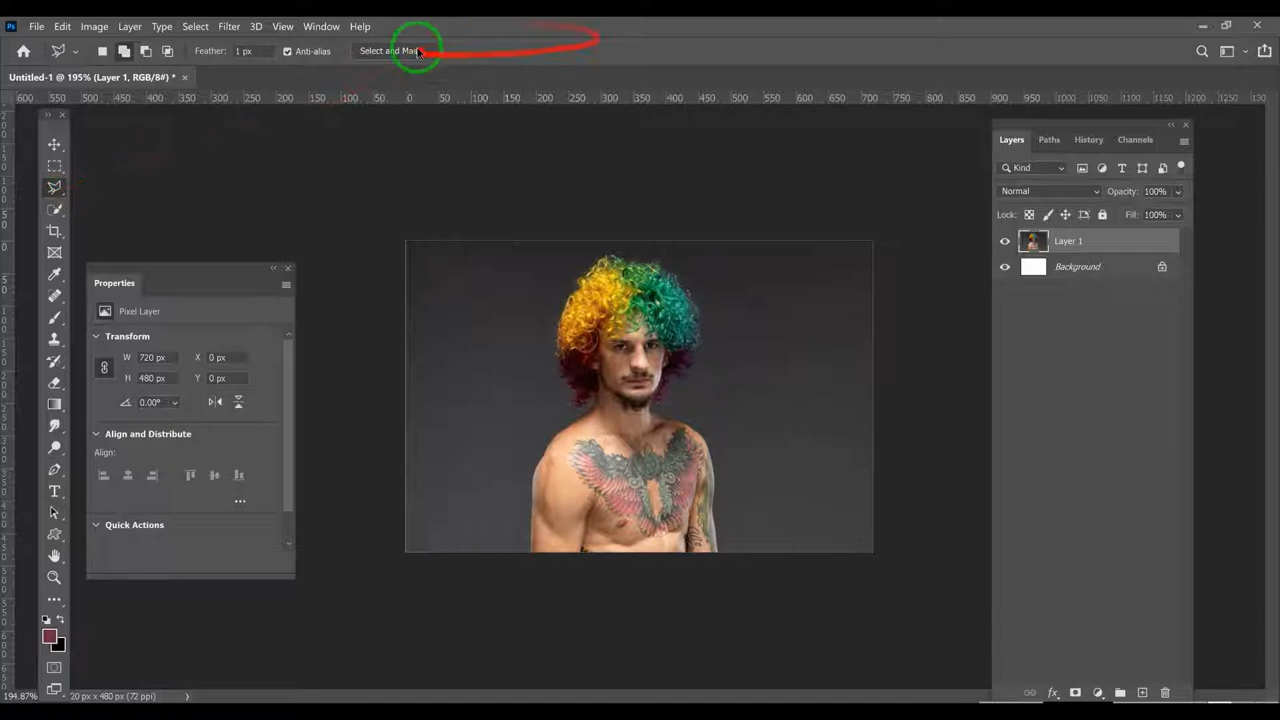 Ps File Edit Image Layer Type Select Filter 3D View Window Help
Feather: 1 px Anti-alias Select and Mask
Untitled-1 @ 195% (Layer 1, RGB/8#) * ×
600 550 500 450 400 350 300 250 200 150 100 50 0 50 100 150 200 250 300 350 400 450 500 550 600 650 700 750 800 850 900 950 1000 1050 1100 1150 1200 1250
Layers Paths History Channels
Kind
Normal Opacity: 100%
Lock: Fill: 100%
Layer 1
Background
Properties
Pixel Layer
Transform
W 720 px X 0 px
H 480 px Y 0 px
0.00°
Align and Distribute
Align:
Quick Actions
194.87% 20 px x 480 px (72 ppi)